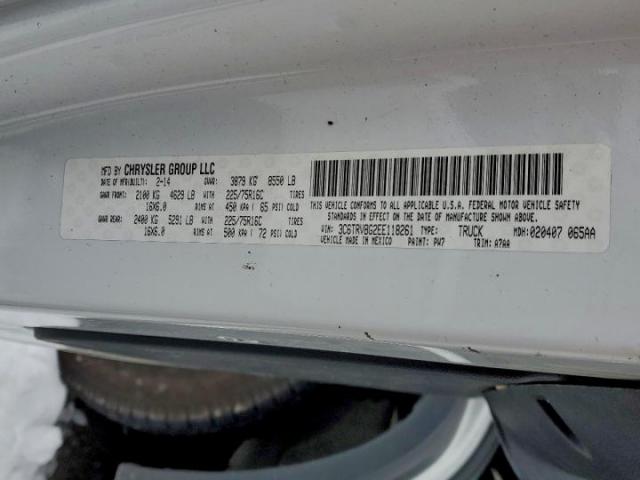 MFD BY CHRYSLER GROUP LLC
DATE OF MFR(BUILT): 2-14 GVWR: 3879 KG 8550 LB
GAWR FRONT: 2100 KG 4629 LB WITH 225/75R16C TIRES
16X6.0 RIMS AT 450 KPA ( 65 PSI) COLD
GAWR REAR: 2400 KG 5291 LB WITH 225/75R16C TIRES
16X6.0 RIMS AT 500 KPA ( 72 PSI) COLD
THIS VEHICLE CONFORMS TO ALL APPLICABLE U.S.A. FEDERAL MOTOR VEHICLE SAFETY
STANDARDS IN EFFECT ON THE DATE OF MANUFACTURE SHOWN ABOVE.
VIN: 3C6TRVBG2EE118261 TYPE: TRUCK MDH: 020407 065AA
VEHICLE MADE IN MEXICO PAINT: PW7 TRIM: A7AA